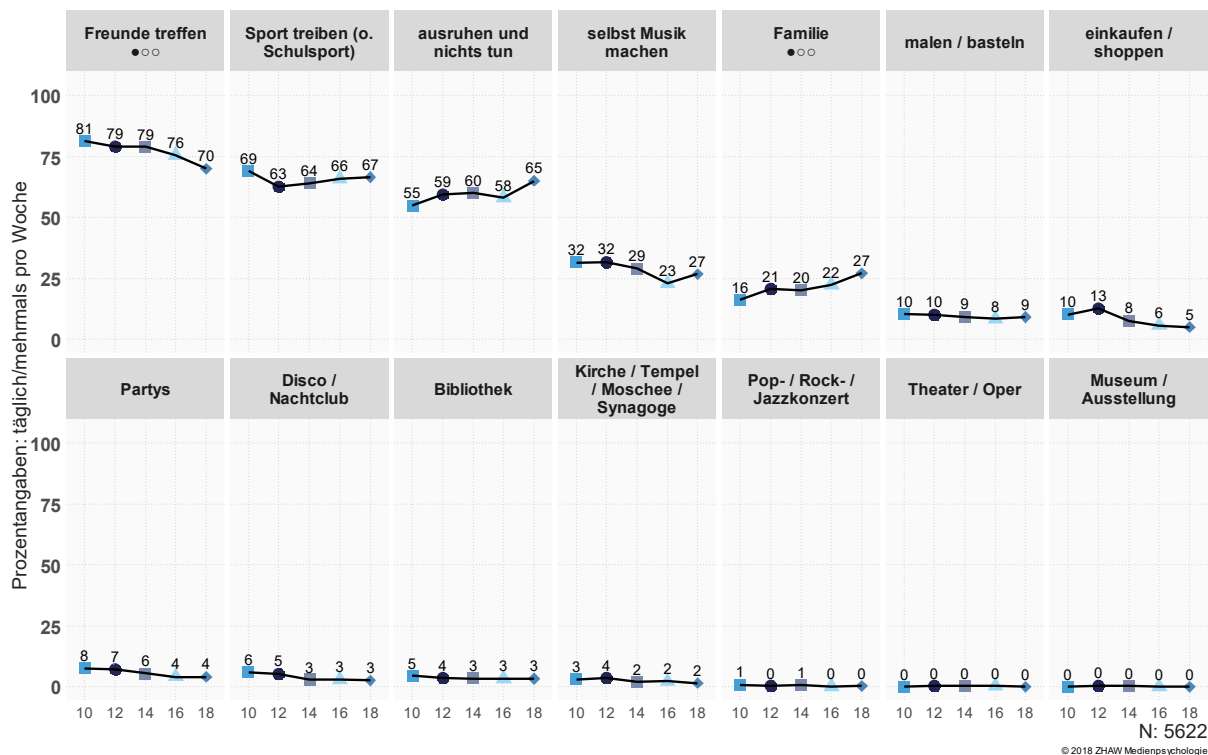 Freunde treffen
●○○
Sport treiben (o.
Schulsport)
ausruhen und
nichts tun
selbst Musik
machen
Familie
●○○
malen / basteln
einkaufen /
shoppen
Prozentangaben: täglich/mehrmals pro Woche
100
75
50
25
0
81 79 79 76 70
69 63 64 66 67
55 59 60 58 65
32 32 29 23 27
16 21 20 22 27
10 10 9 8 9
10 13 8 6 5
Partys
Disco /
Nachtclub
Bibliothek
Kirche / Tempel
/ Moschee /
Synagoge
Pop- / Rock- /
Jazzkonzert
Theater / Oper
Museum /
Ausstellung
100
75
50
25
0
8 7 6 4 4
6 5 3 3 3
5 4 3 3 3
3 4 2 2 2
1 0 1 0 0
0 0 0 0 0
0 0 0 0 0
10 12 14 16 18
10 12 14 16 18
10 12 14 16 18
10 12 14 16 18
10 12 14 16 18
10 12 14 16 18
10 12 14 16 18
N: 5622
© 2018 ZHAW Medienpsychologie